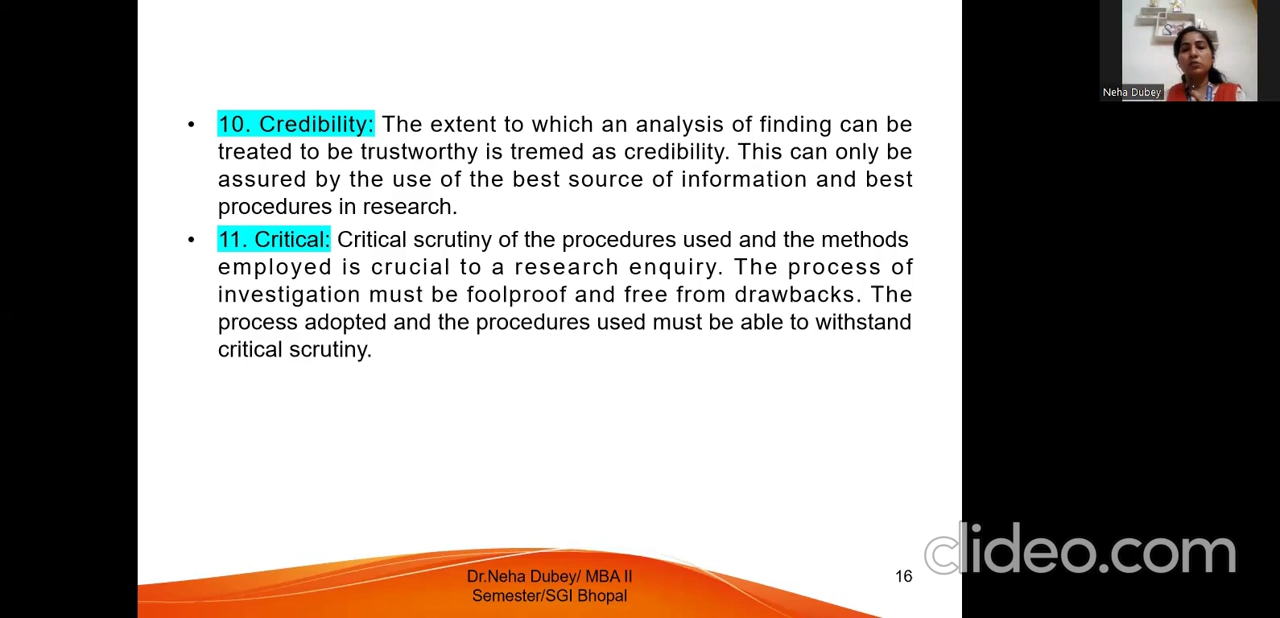 • 10. Credibility: The extent to which an analysis of finding can be
treated to be trustworthy is tremed as credibility. This can only be
assured by the use of the best source of information and best
procedures in research.
• 11. Critical: Critical scrutiny of the procedures used and the methods
employed is crucial to a research enquiry. The process of
investigation must be foolproof and free from drawbacks. The
process adopted and the procedures used must be able to withstand
critical scrutiny.
Dr.Neha Dubey/ MBA II
Semester/SGI Bhopal
16
Neha Dubey
clideo.com